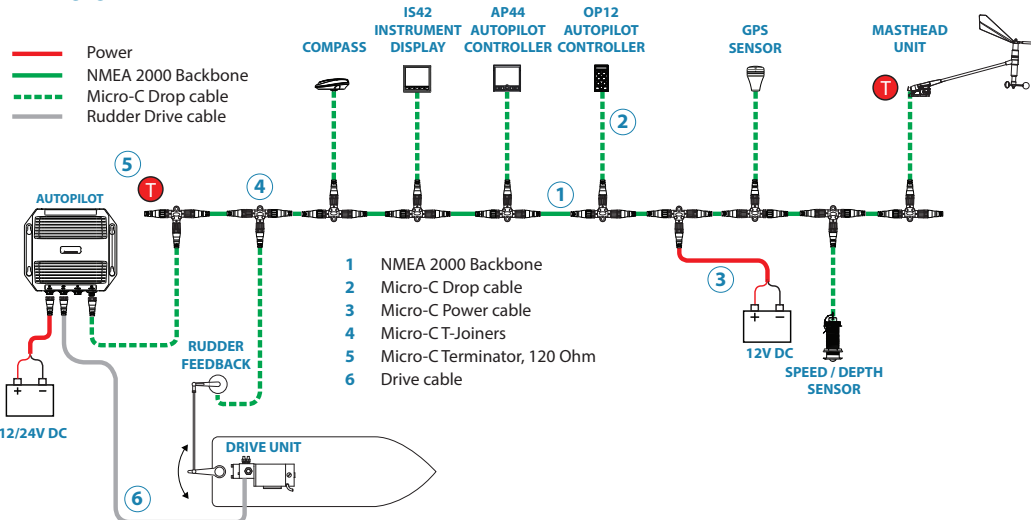 IS42
INSTRUMENT
DISPLAY
AP44
AUTOPILOT
CONTROLLER
OP12
AUTOPILOT
CONTROLLER
COMPASS
GPS
SENSOR
MASTHEAD
UNIT
Power
NMEA 2000 Backbone
Micro-C Drop cable
Rudder Drive cable
T
2
5
T
4
1
AUTOPILOT
1 NMEA 2000 Backbone
2 Micro-C Drop cable
3 Micro-C Power cable
4 Micro-C T-Joiners
5 Micro-C Terminator, 120 Ohm
6 Drive cable
3
+ −
12V DC
SPEED / DEPTH
SENSOR
RUDDER
FEEDBACK
+ −
12/24V DC
DRIVE UNIT
6